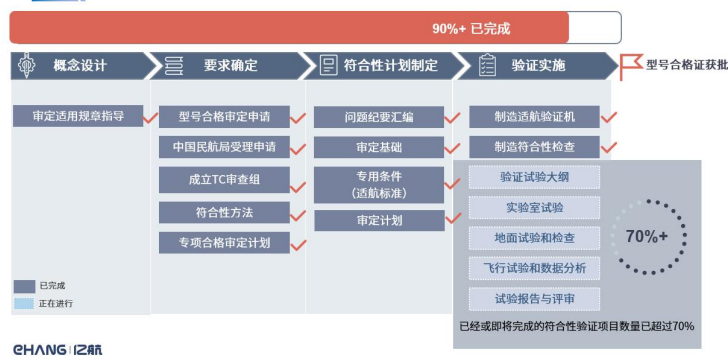 90%+ 已完成
概念设计
要求确定
符合性计划制定
验证实施
型号合格证获批
审定适用规章指导
型号合格审定申请
中国民航局受理申请
成立TC审查组
符合性方法
专项合格审定计划
问题纪要汇编
审定基础
专用条件
(适航标准)
审定计划
制造适航验证机
制造符合性检查
验证试验大纲
实验室试验
地面试验和检查
飞行试验和数据分析
试验报告与评审
70%+
已经或即将完成的符合性验证项目数量已超过70%
已完成
正在进行
EHANG 亿航